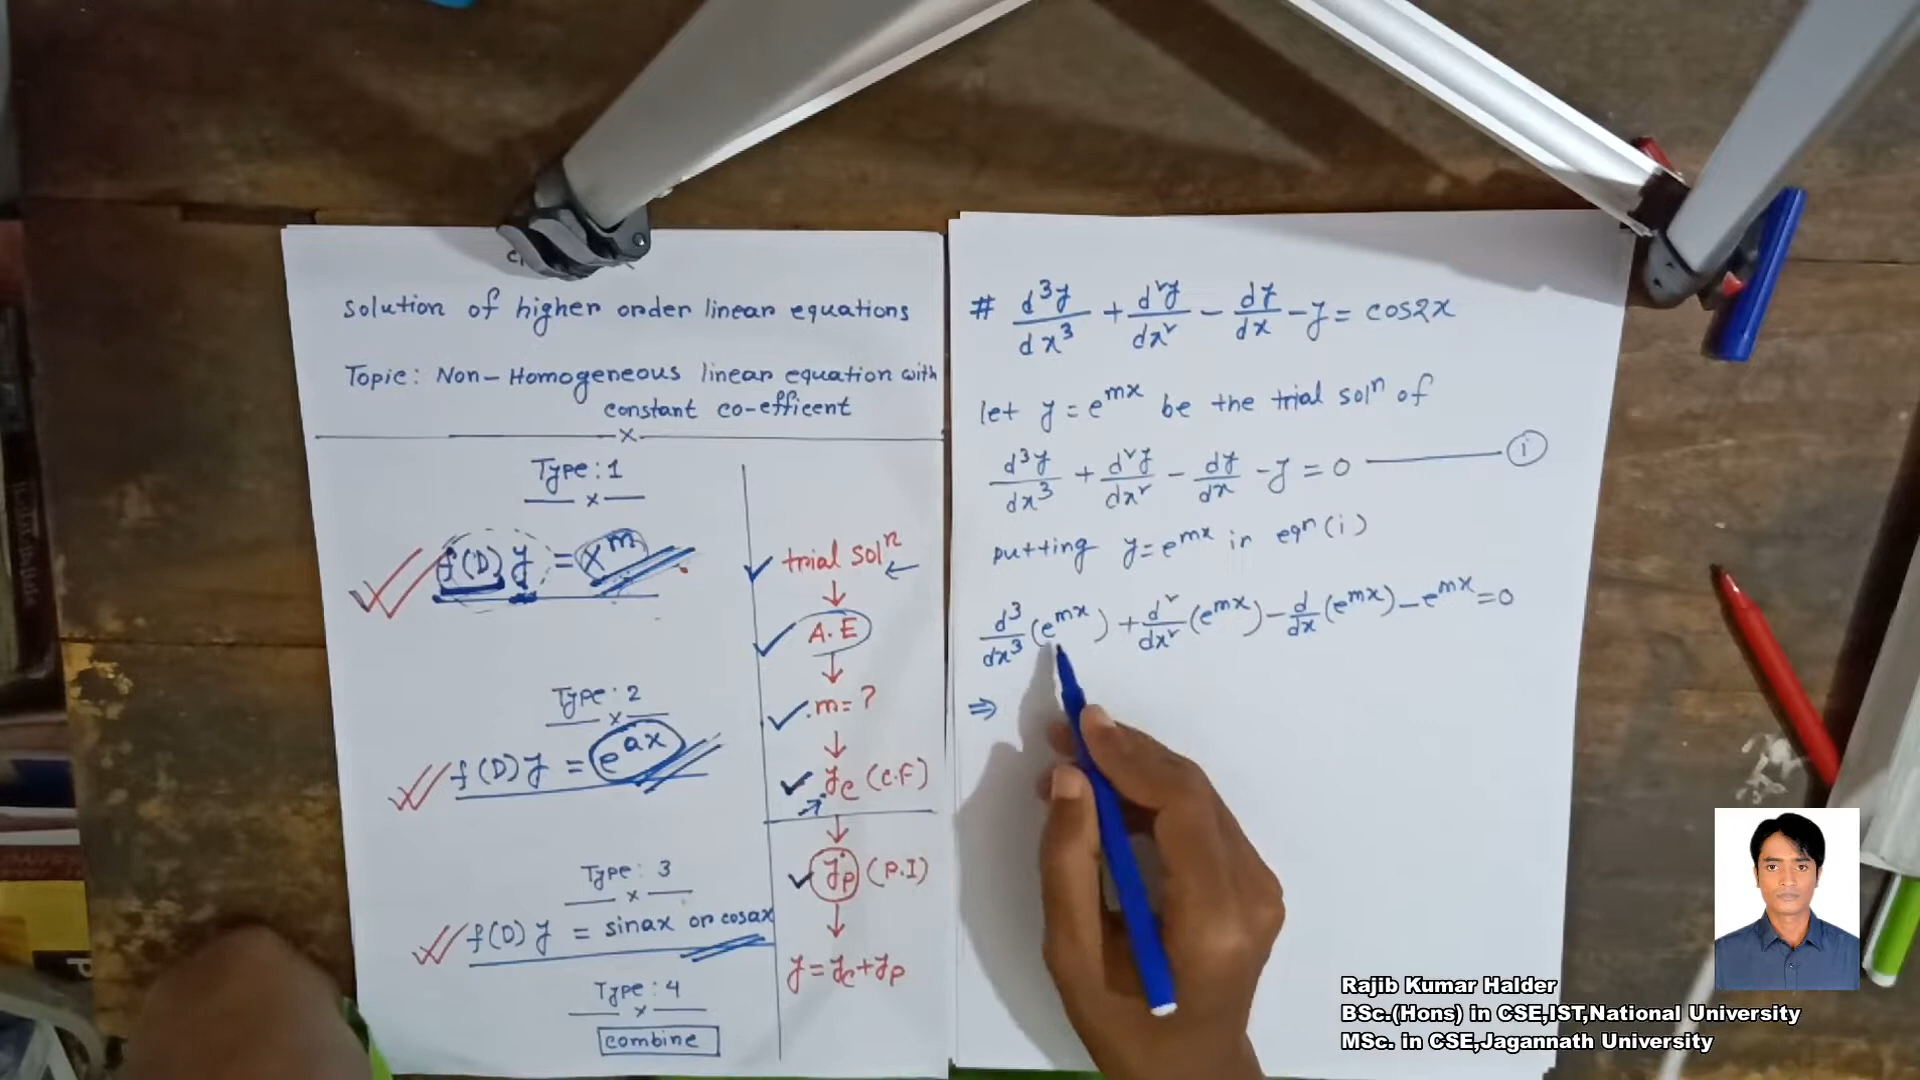 Solution of higher order linear equations
Topic: Non-Homogeneous linear equation with
constant co-efficent
x
Type: 1
x
f(D) y = x^m
Type: 2
x
f(D) y = e^ax
Type: 3
x
f(D) y = sinax or cosax
Type: 4
x
combine
trial sol^n ←
↓
A.E
↓
m = ?
↓
y_c (C.F)
↓
y_p (P.I)
↓
y = y_c + y_p
# d³y/dx³ + d²y/dx² - dy/dx - y = cos2x
let y = e^mx be the trial sol^n of
d³y/dx³ + d²y/dx² - dy/dx - y = 0 ——— (i)
putting y = e^mx in eq^n (i)
d³/dx³ (e^mx) + d²/dx² (e^mx) - d/dx (e^mx) - e^mx = 0
⇒
Rajib Kumar Halder
BSc.(Hons) in CSE,IST,National University
MSc. in CSE,Jagannath University